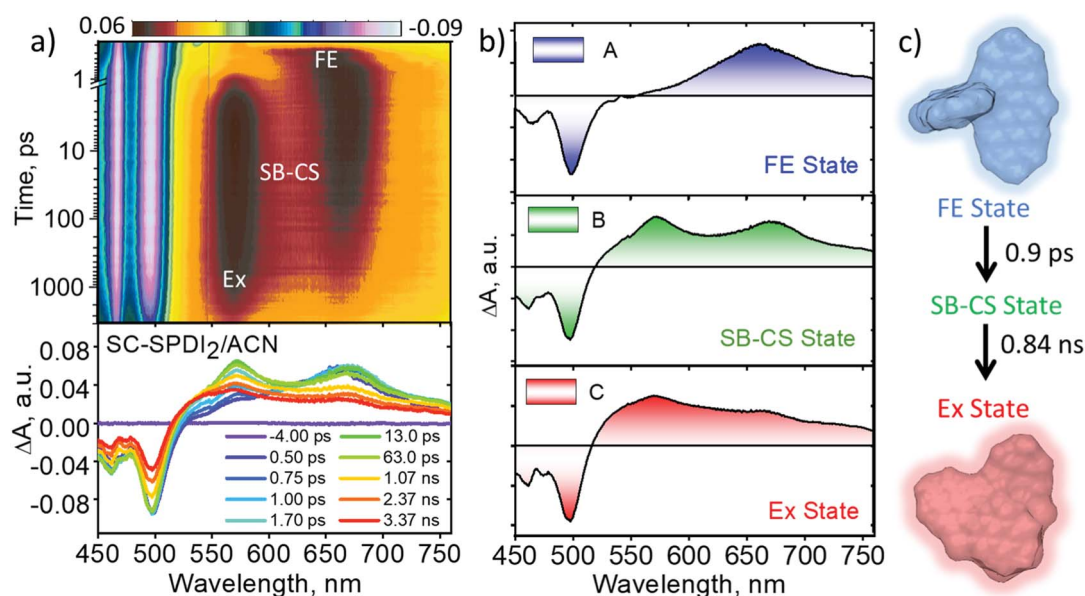 a)
0.06
-0.09
Time, ps
1
10
100
1000
FE
SB-CS
Ex
SC-SPDI₂/ACN
ΔA, a.u.
0.08
0.04
0.00
-0.04
-0.08
-4.00 ps
0.50 ps
0.75 ps
1.00 ps
1.70 ps
13.0 ps
63.0 ps
1.07 ns
2.37 ns
3.37 ns
450 500 550 600 650 700 750
Wavelength, nm
b)
A
FE State
B
SB-CS State
C
Ex State
ΔA, a.u.
450 500 550 600 650 700 750
Wavelength, nm
c)
FE State
0.9 ps
SB-CS State
0.84 ns
Ex State